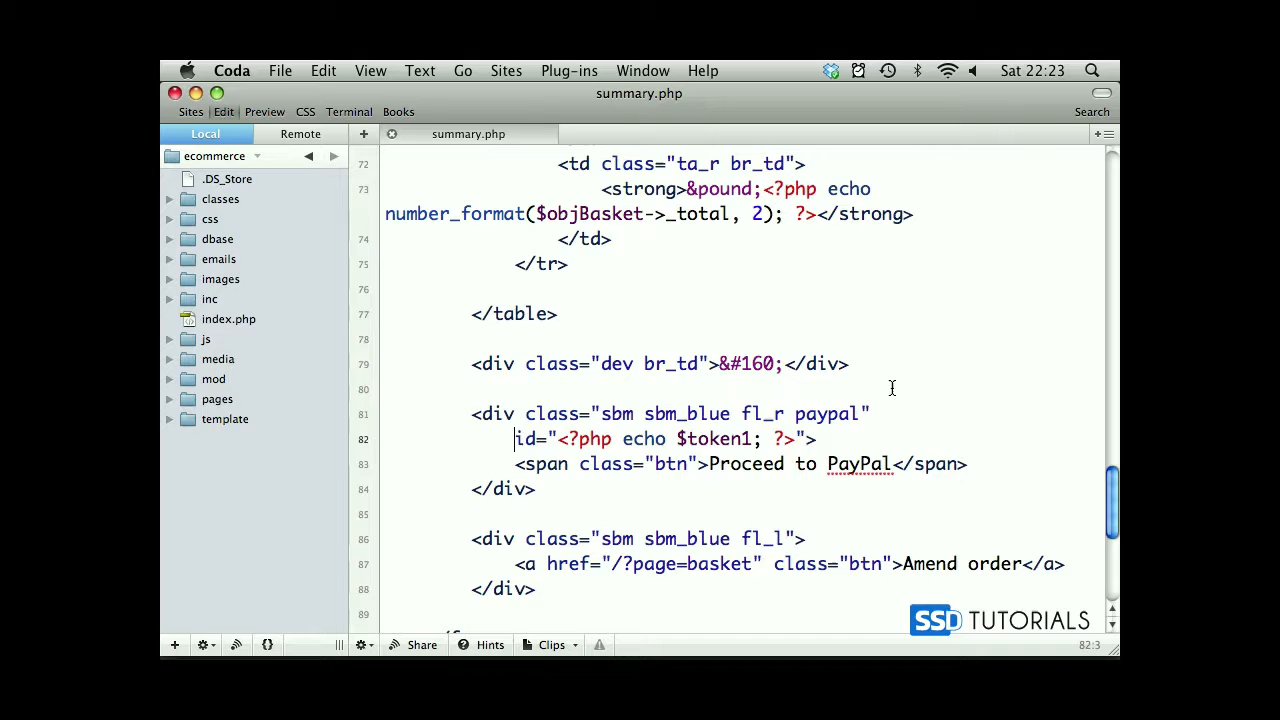 Coda File Edit View Text Go Sites Plug-ins Window Help Sat 22:23
summary.php
Sites Edit Preview CSS Terminal Books Search
Local Remote summary.php
ecommerce
.DS_Store
classes
css
dbase
emails
images
inc
index.php
js
media
mod
pages
template
72 <td class="ta_r br_td">
73 <strong>&pound;<?php echo
number_format($objBasket->_total, 2); ?></strong>
74 </td>
75 </tr>
76
77 </table>
78
79 <div class="dev br_td">&#160;</div>
80
81 <div class="sbm sbm_blue fl_r paypal"
82 id="<?php echo $token1; ?>">
83 <span class="btn">Proceed to PayPal</span>
84 </div>
85
86 <div class="sbm sbm_blue fl_l">
87 <a href="/?page=basket" class="btn">Amend order</a>
88 </div>
89
SSD TUTORIALS
Share Hints Clips 82:3